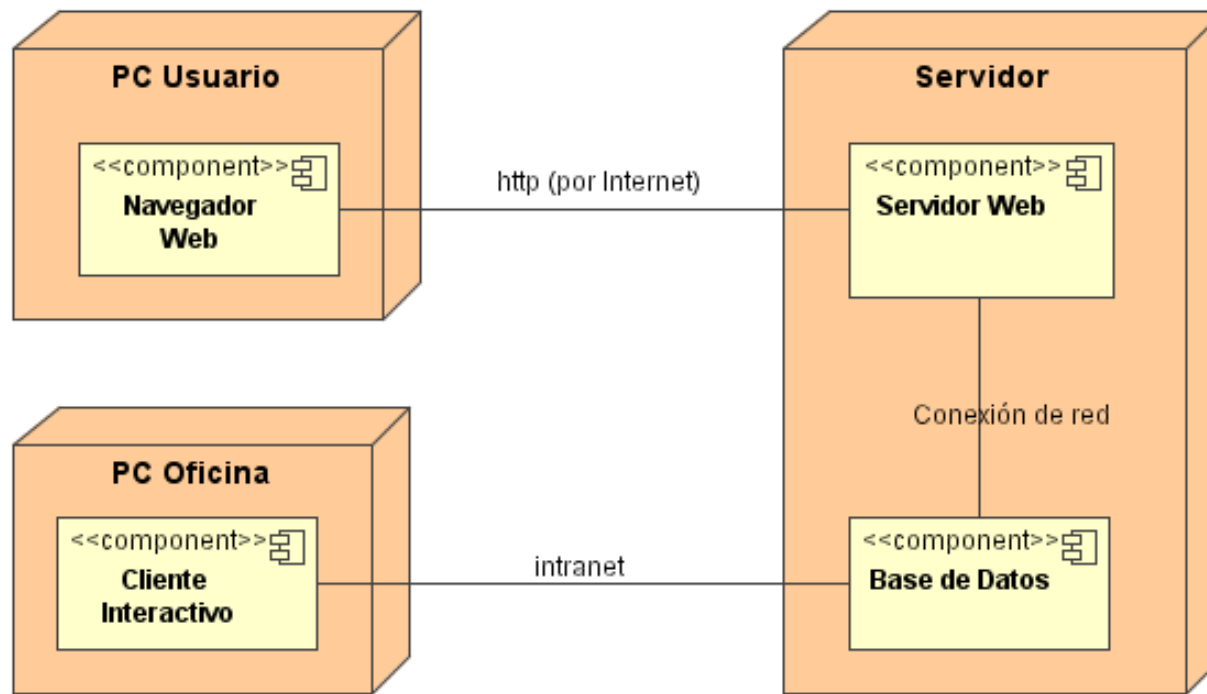 PC Usuario
<<component>>
Navegador
Web
http (por Internet)
Servidor
<<component>>
Servidor Web
Conexión de red
PC Oficina
<<component>>
Cliente
Interactivo
intranet
<<component>>
Base de Datos